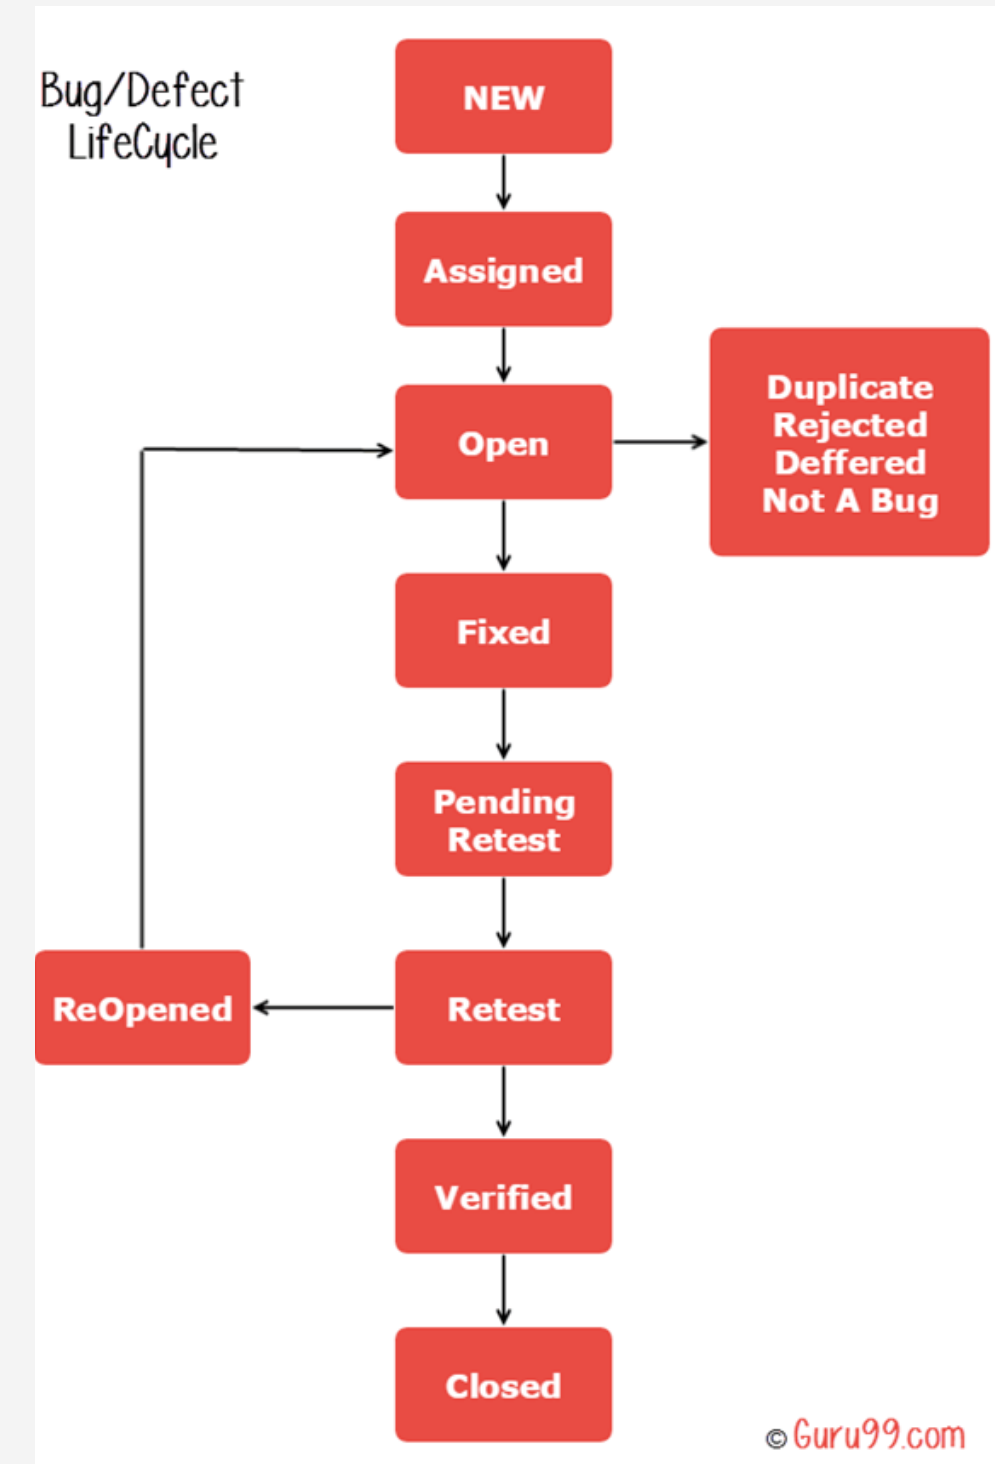 Bug/Defect
LifeCycle
NEW
Assigned
Open
Duplicate
Rejected
Deffered
Not A Bug
Fixed
Pending
Retest
ReOpened
Retest
Verified
Closed
© Guru99.com